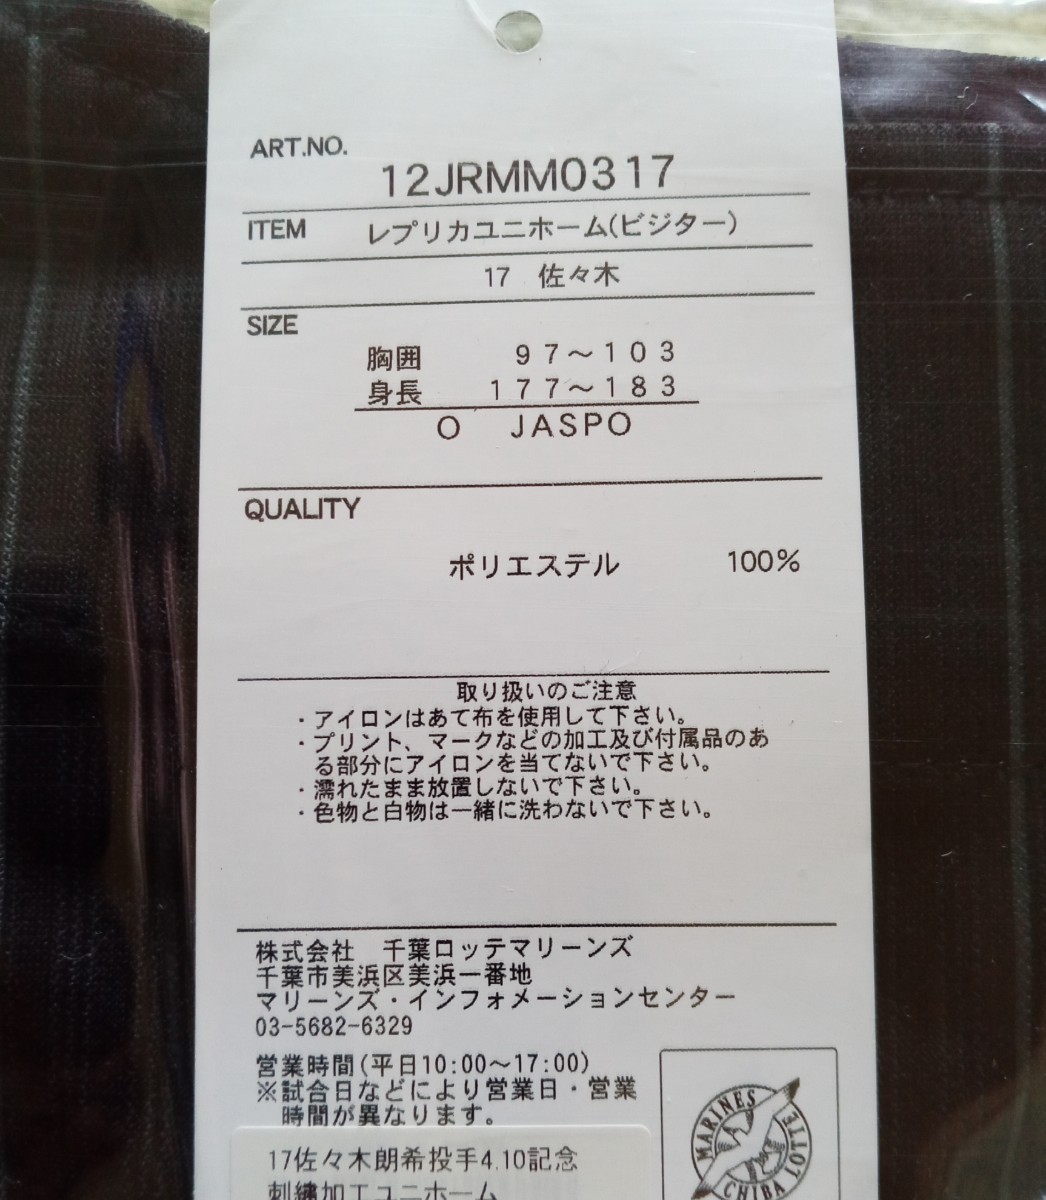 ART.NO.
12JRMM0317
ITEM レプリカユニホーム(ビジター)
17 佐々木
SIZE
胸囲 97～103
身長 177～183
O JASPO
QUALITY
ポリエステル 100%
取り扱いのご注意
・アイロンはあて布を使用して下さい。
・プリント、マークなどの加工及び付属品のあ
る部分にアイロンを当てないで下さい。
・濡れたまま放置しないで下さい。
・色物と白物は一緒に洗わないで下さい。
株式会社 千葉ロッテマリーンズ
千葉市美浜区美浜一番地
マリーンズ・インフォメーションセンター
03-5682-6329
営業時間(平日10:00～17:00)
※試合日などにより営業日・営業
時間が異なります。
17佐々木朗希投手4.10記念
刺繍加工ユニホーム
MARINES
CHIBA LOTTE